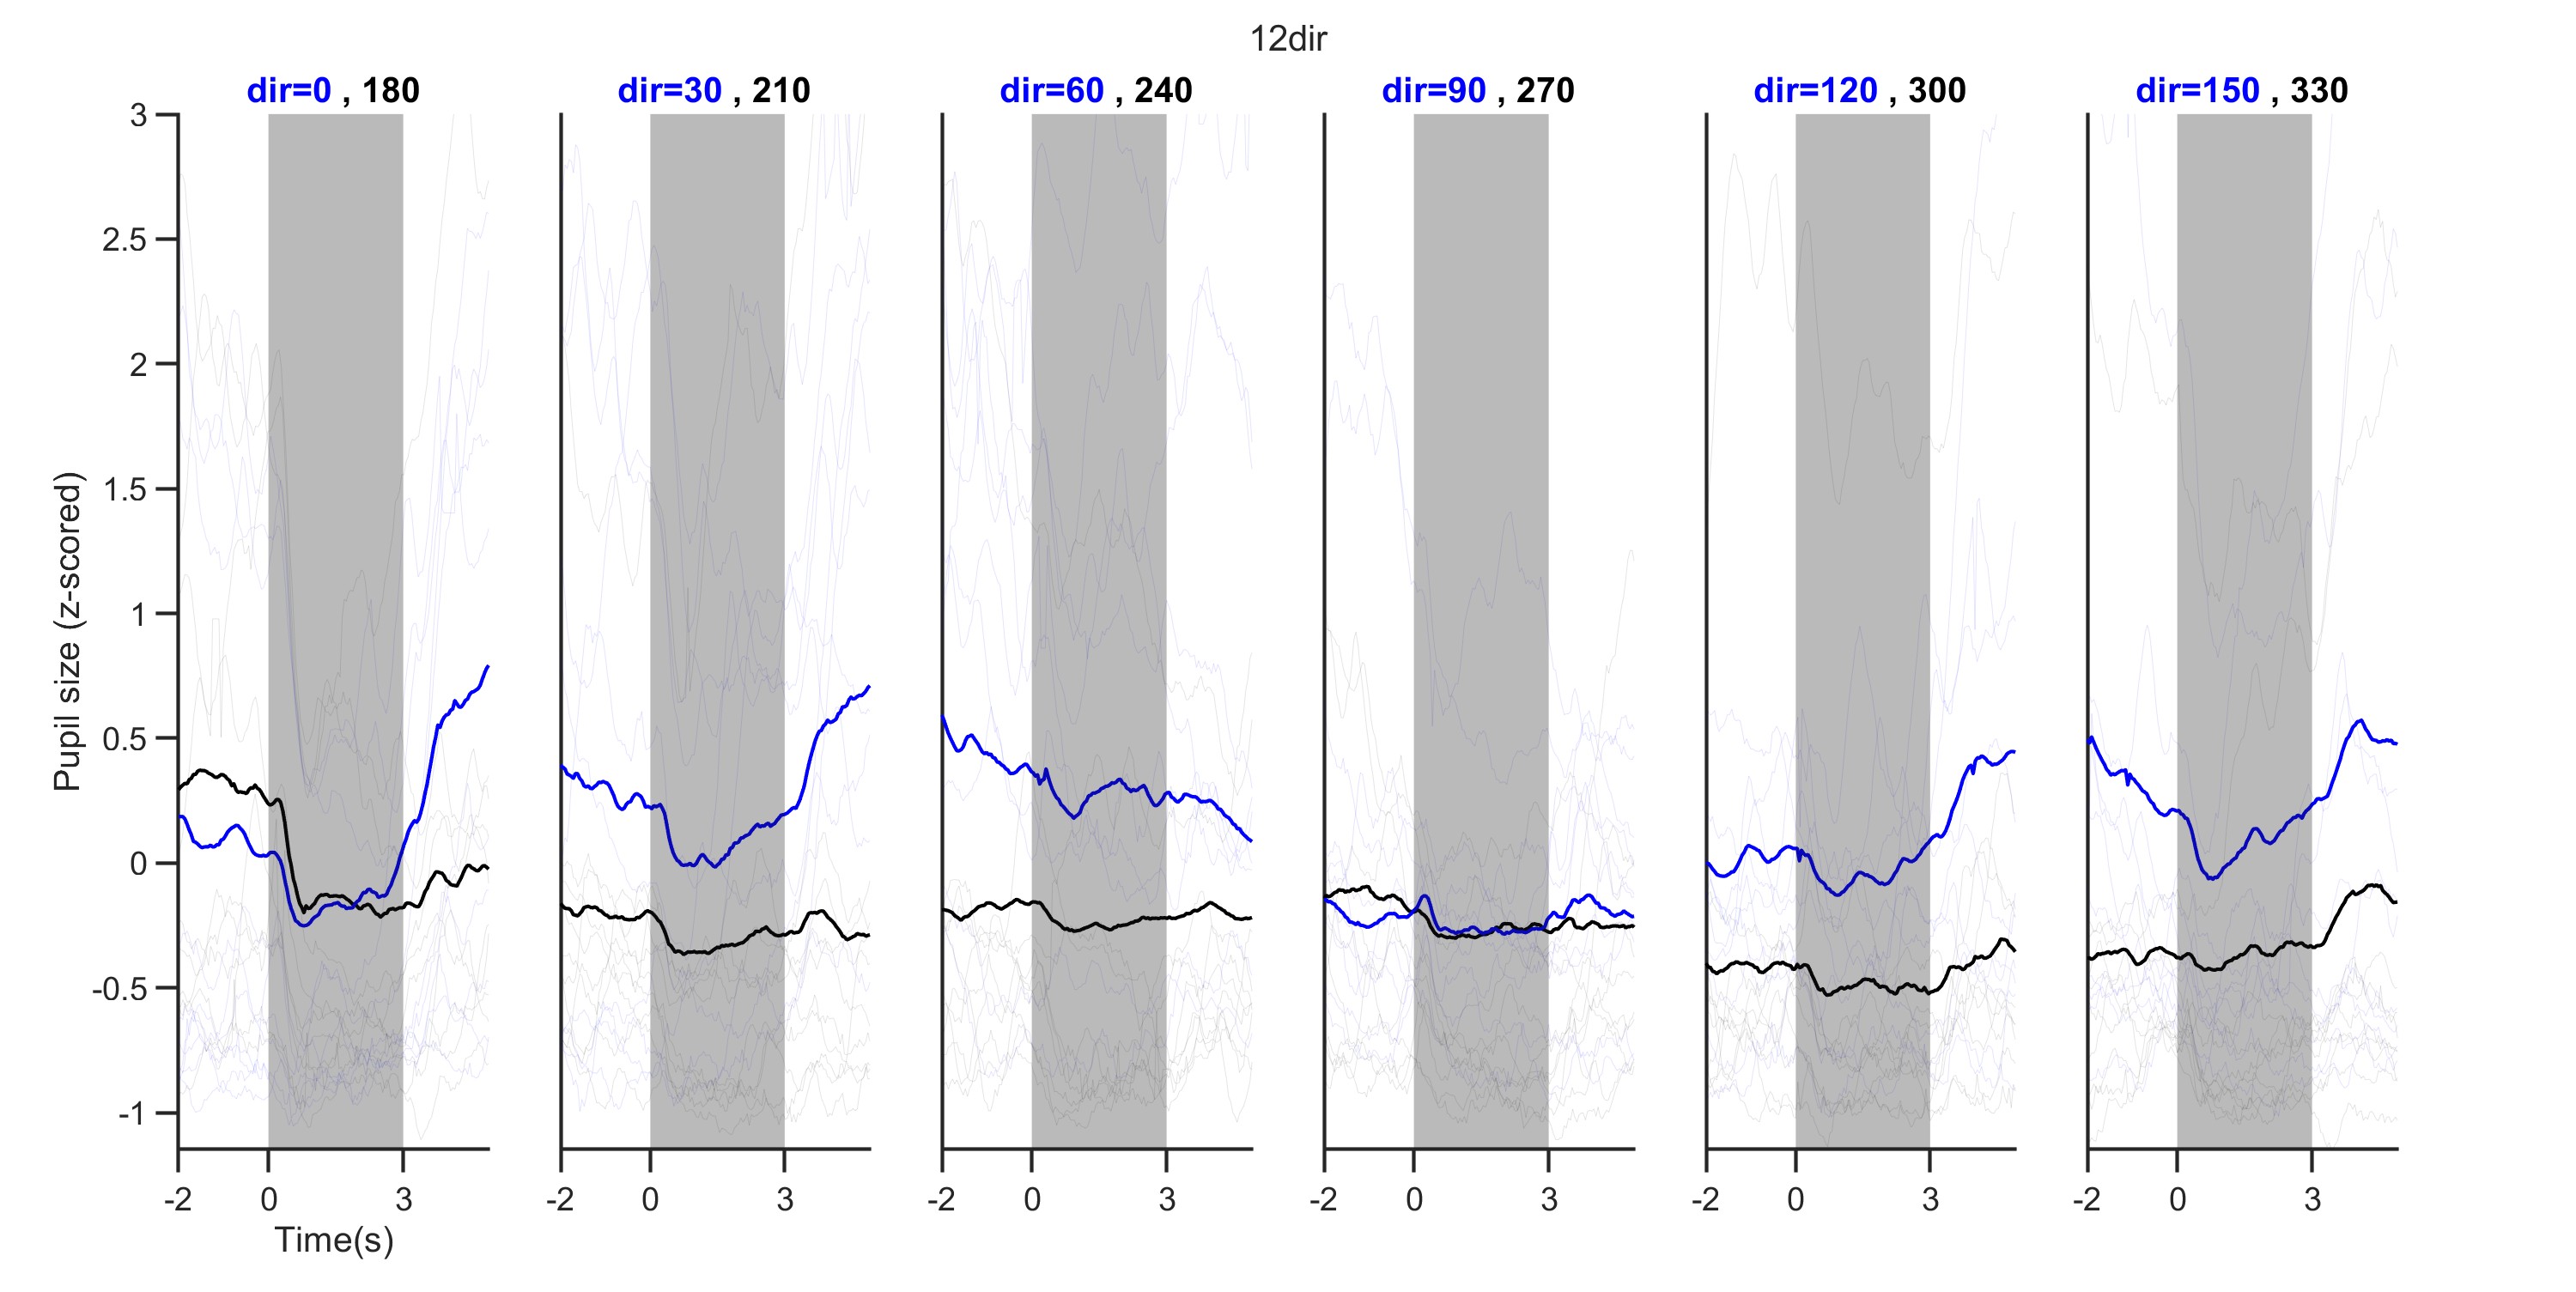 12dir
dir=0 , 180
dir=30 , 210
dir=60 , 240
dir=90 , 270
dir=120 , 300
dir=150 , 330
Pupil size (z-scored)
3
2.5
2
1.5
1
0.5
0
-0.5
-1
-2 0 3
-2 0 3
-2 0 3
-2 0 3
-2 0 3
-2 0 3
Time(s)